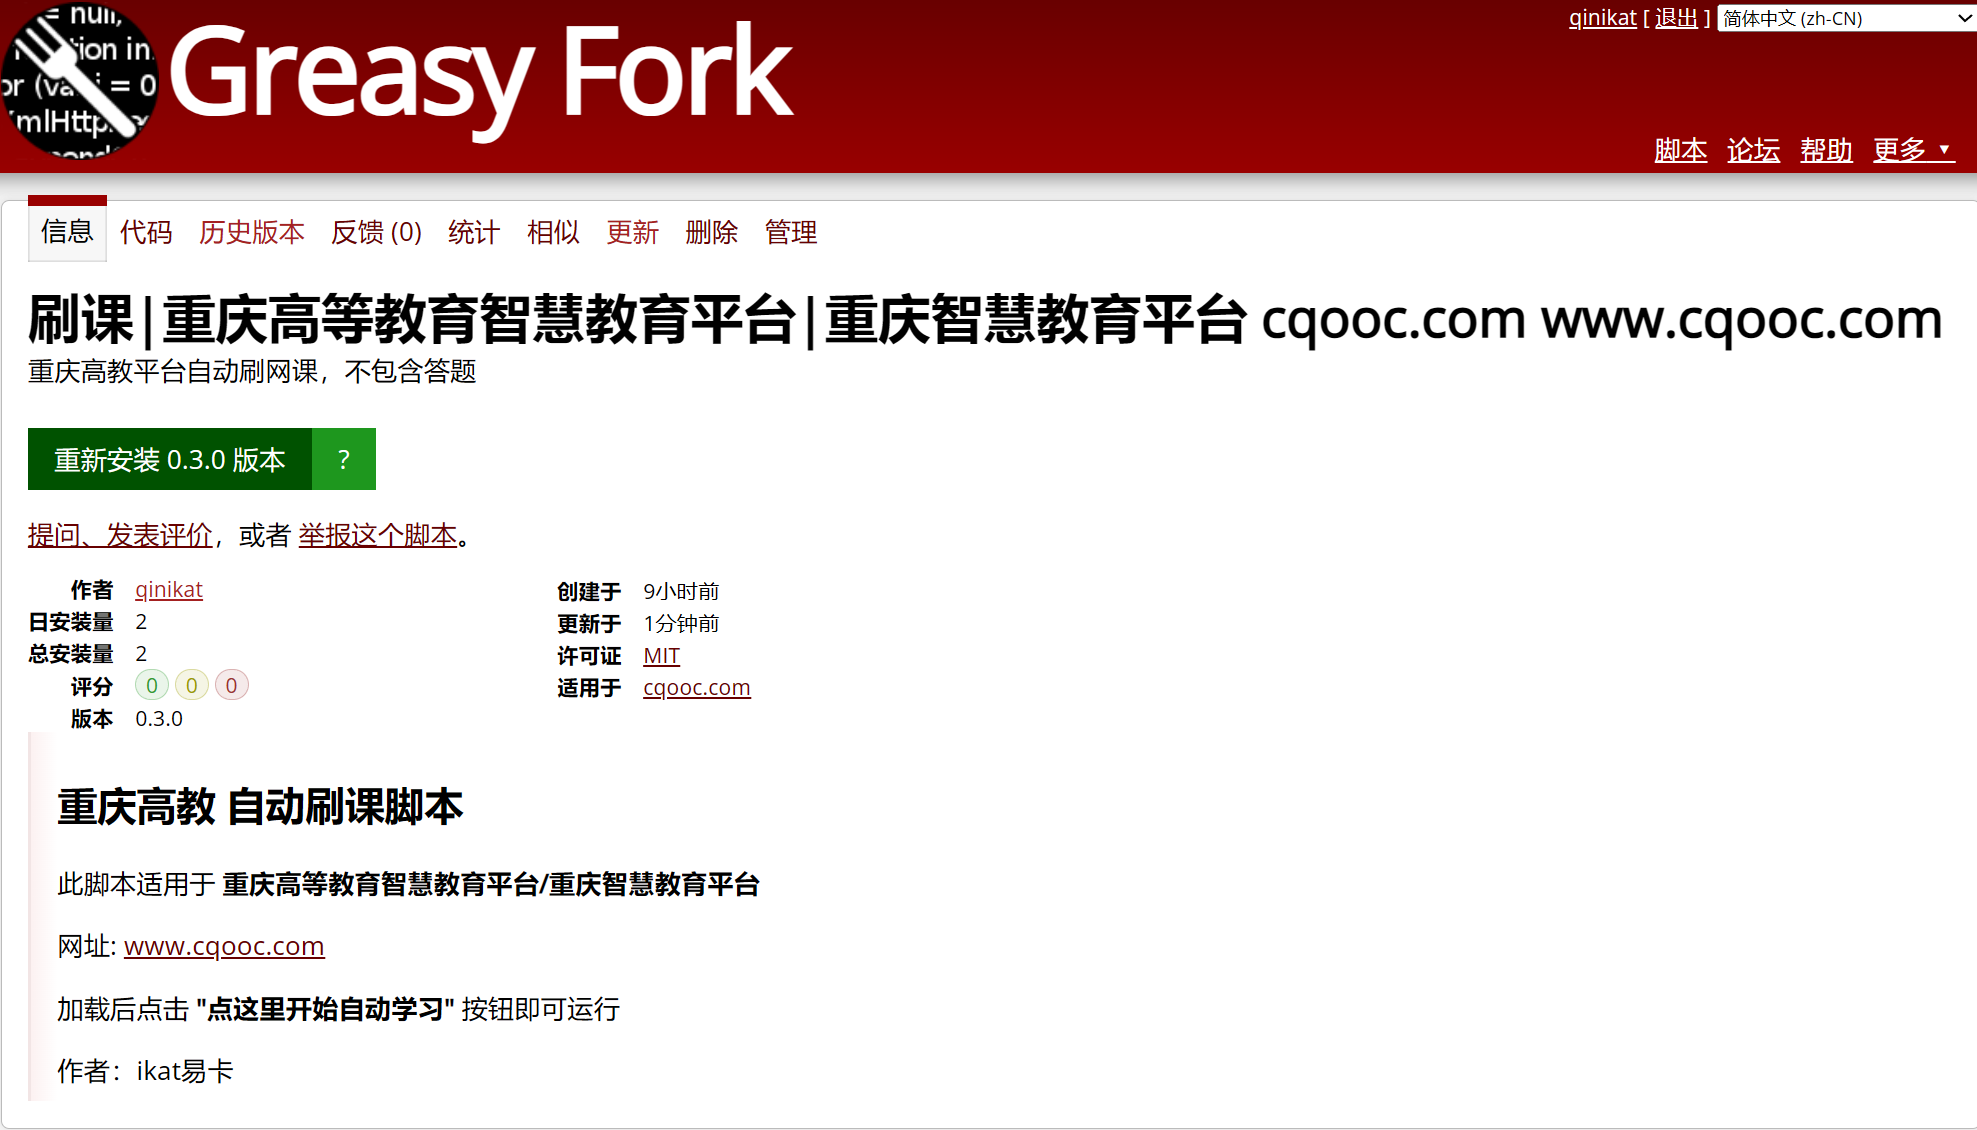 = null,
tion in
or (va i = 0
mlHttp
Greasy Fork
qinikat [ 退出 ] 简体中文 (zh-CN)
脚本 论坛 帮助 更多 ▼
信息 代码 历史版本 反馈 (0) 统计 相似 更新 删除 管理
刷课|重庆高等教育智慧教育平台|重庆智慧教育平台 cqooc.com www.cqooc.com
重庆高教平台自动刷网课，不包含答题
重新安装 0.3.0 版本 ?
提问、发表评价，或者 举报这个脚本。
作者 qinikat
日安装量 2
总安装量 2
评分 0 0 0
版本 0.3.0
创建于 9小时前
更新于 1分钟前
许可证 MIT
适用于 cqooc.com
重庆高教 自动刷课脚本
此脚本适用于 重庆高等教育智慧教育平台/重庆智慧教育平台
网址: www.cqooc.com
加载后点击 "点这里开始自动学习" 按钮即可运行
作者：ikat易卡